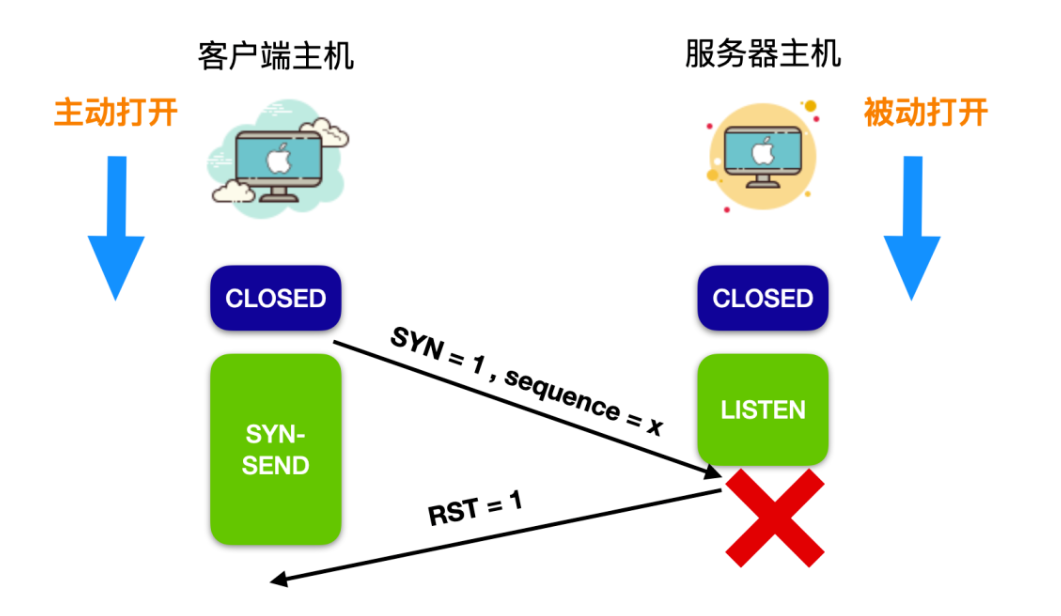 客户端主机
服务器主机
主动打开
被动打开
CLOSED
CLOSED
SYN = 1 , sequence = x
SYN-
SEND
LISTEN
RST = 1